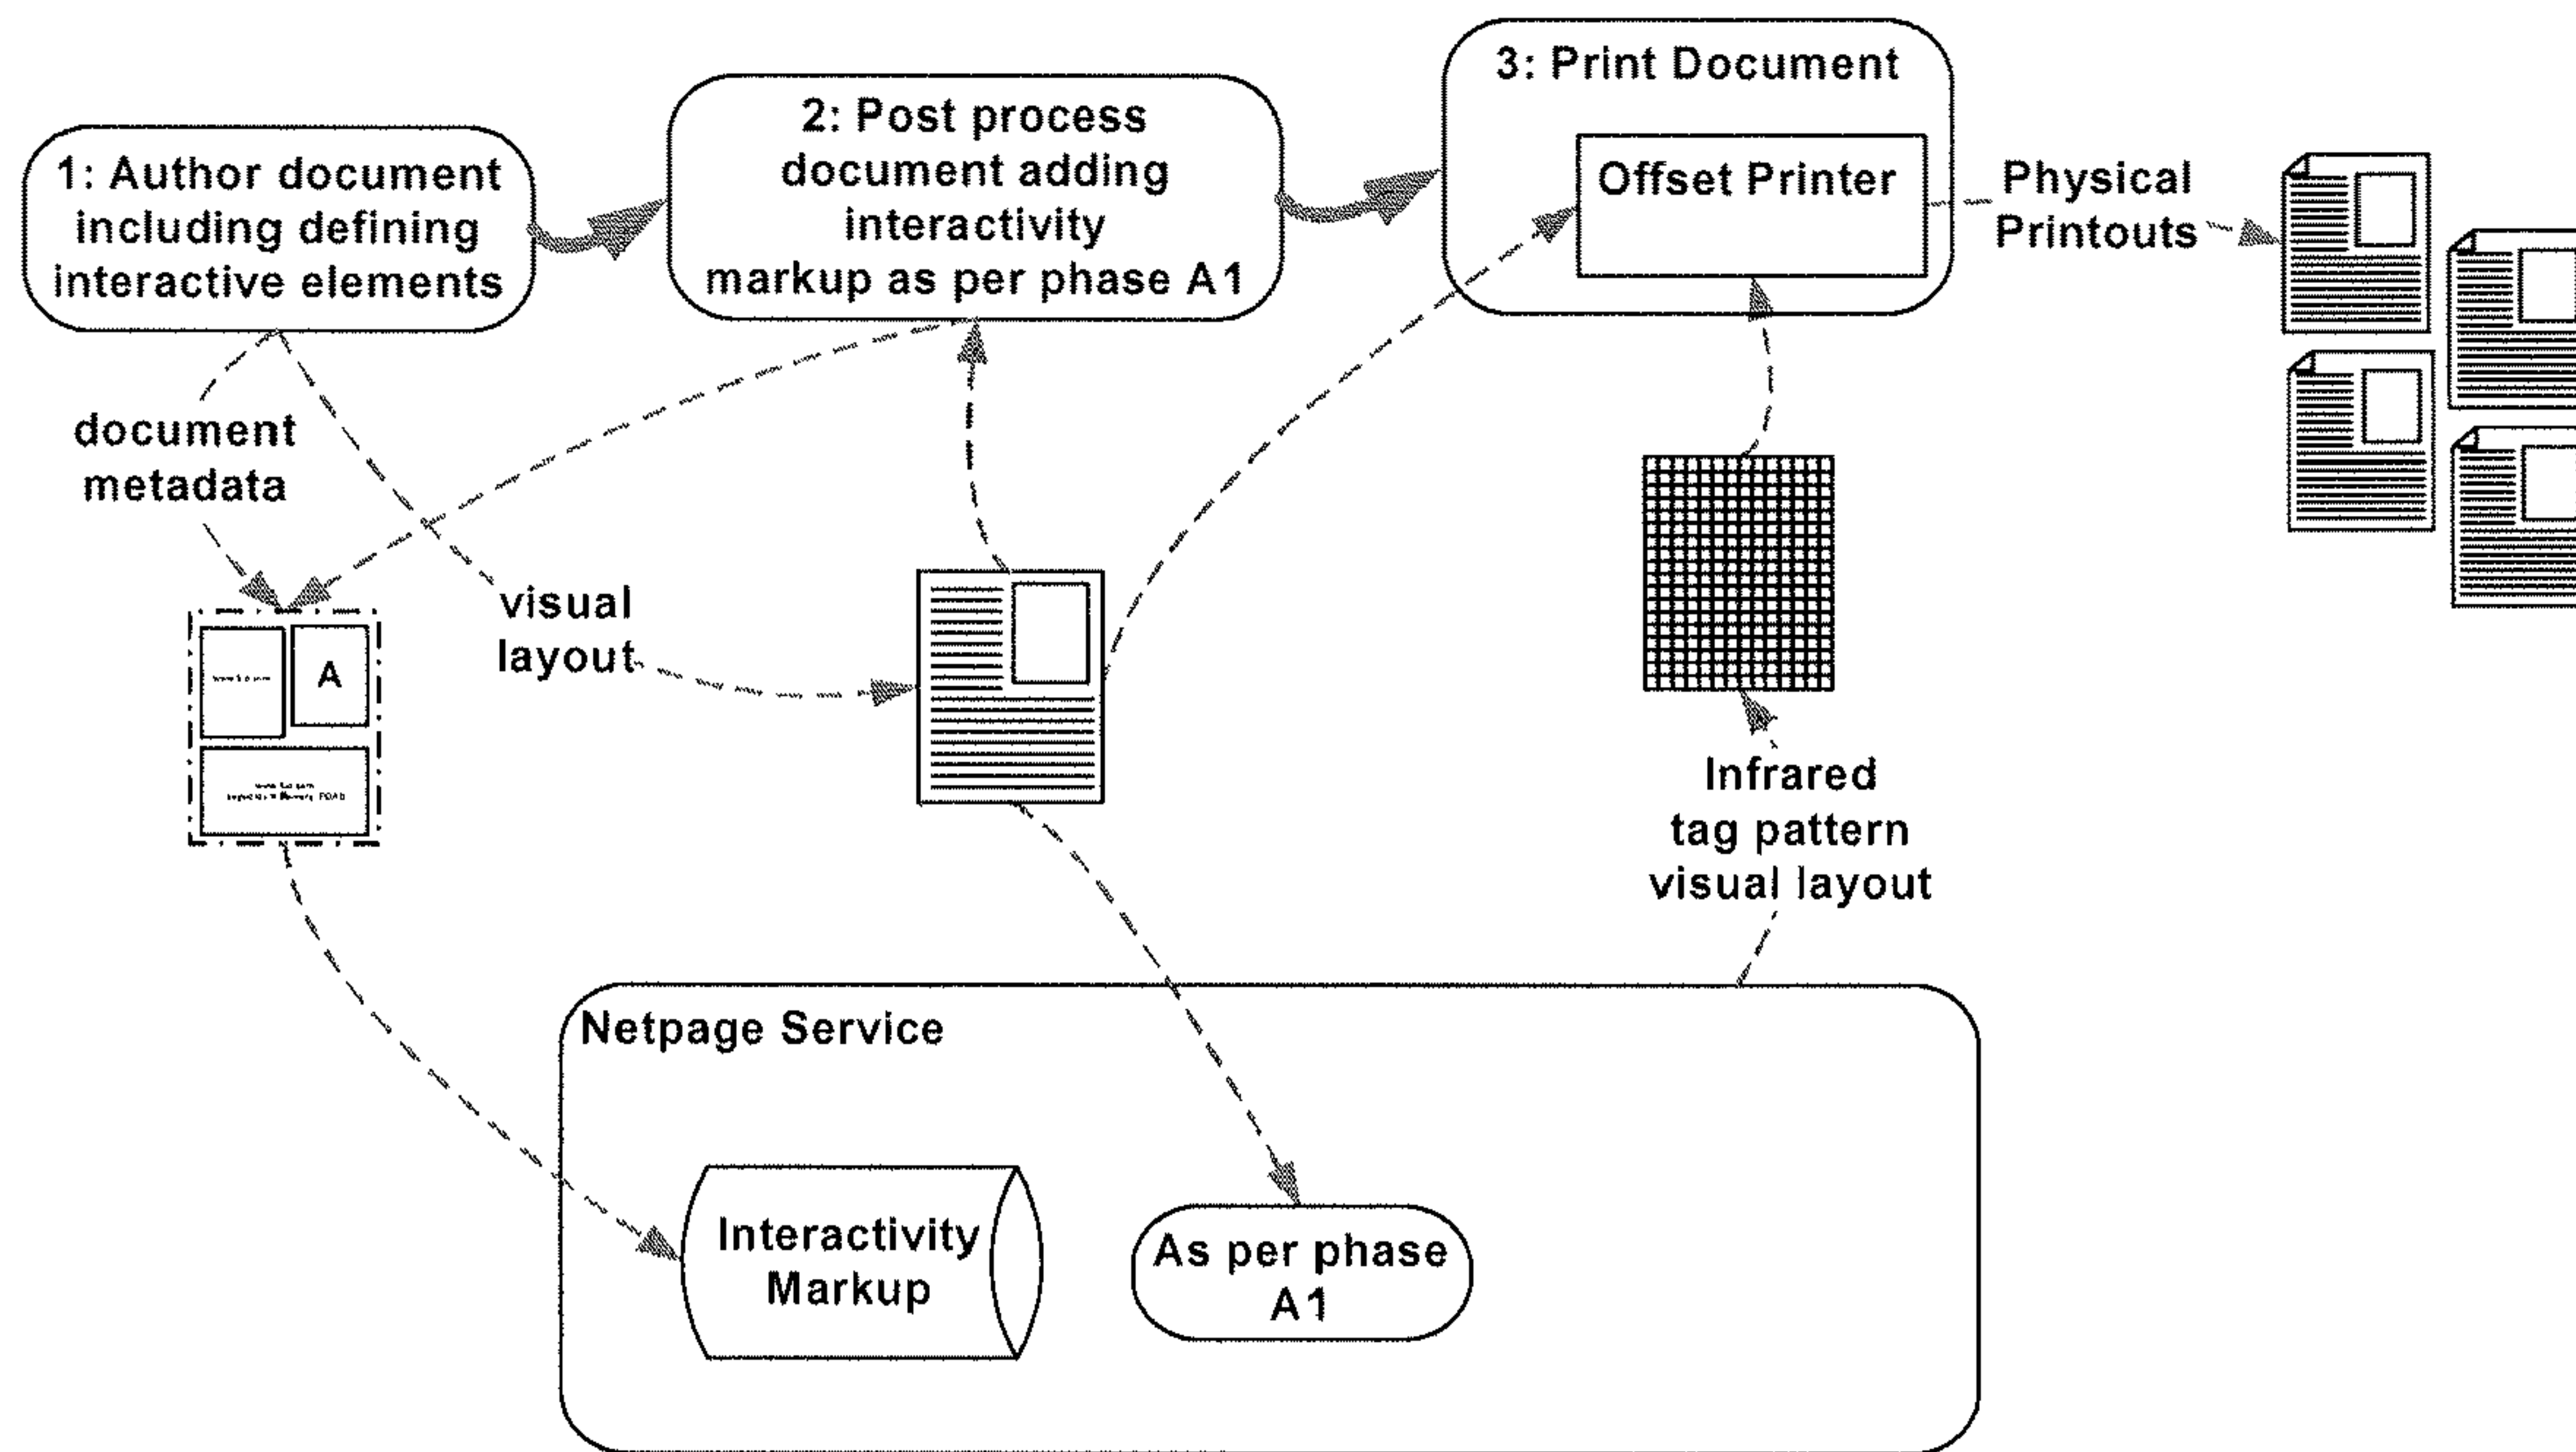 1: Author document
including defining
interactive elements
2: Post process
document adding
interactivity
markup as per phase A1
3: Print Document
Offset Printer
Physical
Printouts
document
metadata
visual
layout
A
Infrared
tag pattern
visual layout
Netpage Service
Interactivity
Markup
As per phase
A1